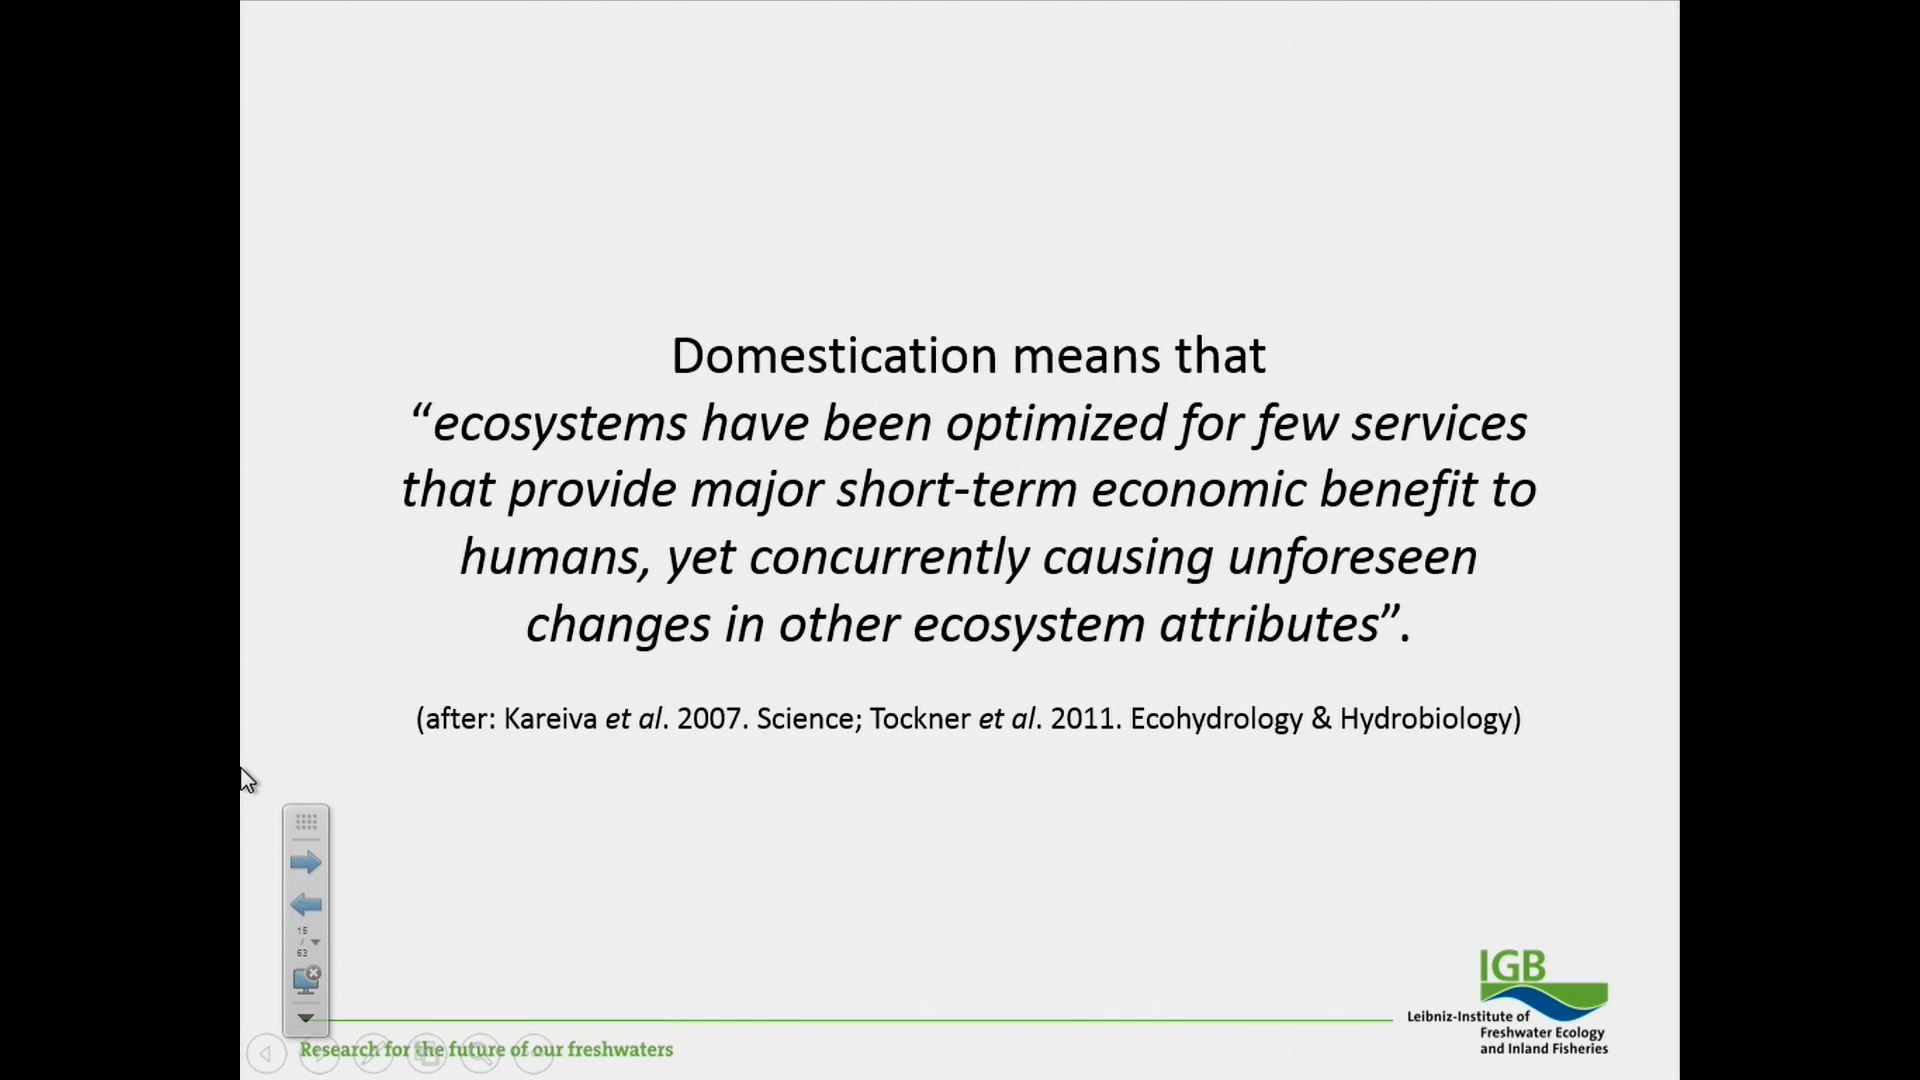 Domestication means that
“ecosystems have been optimized for few services
that provide major short-term economic benefit to
humans, yet concurrently causing unforeseen
changes in other ecosystem attributes”.
(after: Kareiva et al. 2007. Science; Tockner et al. 2011. Ecohydrology & Hydrobiology)
15
/
63
IGB
Leibniz-Institute of
Freshwater Ecology
and Inland Fisheries
Research for the future of our freshwaters